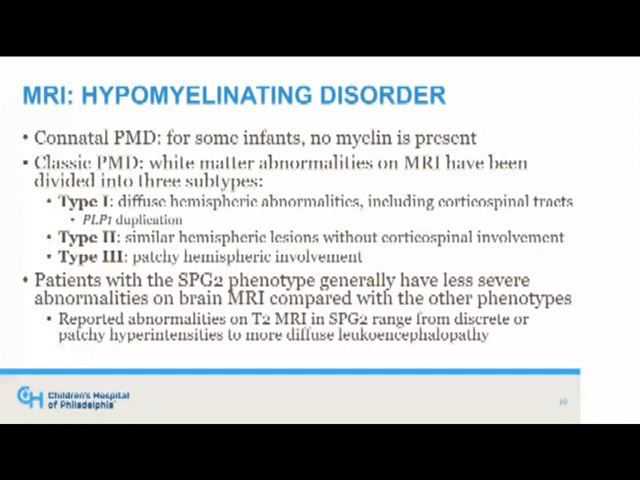 MRI: HYPOMYELINATING DISORDER
• Connatal PMD: for some infants, no myelin is present
• Classic PMD: white matter abnormalities on MRI have been
divided into three subtypes:
• Type I: diffuse hemispheric abnormalities, including corticospinal tracts
• PLP1 duplication
• Type II: similar hemispheric lesions without corticospinal involvement
• Type III: patchy hemispheric involvement
• Patients with the SPG2 phenotype generally have less severe
abnormalities on brain MRI compared with the other phenotypes
• Reported abnormalities on T2 MRI in SPG2 range from discrete or
patchy hyperintensities to more diffuse leukoencephalopathy
CH Children's Hospital
of Philadelphia
10